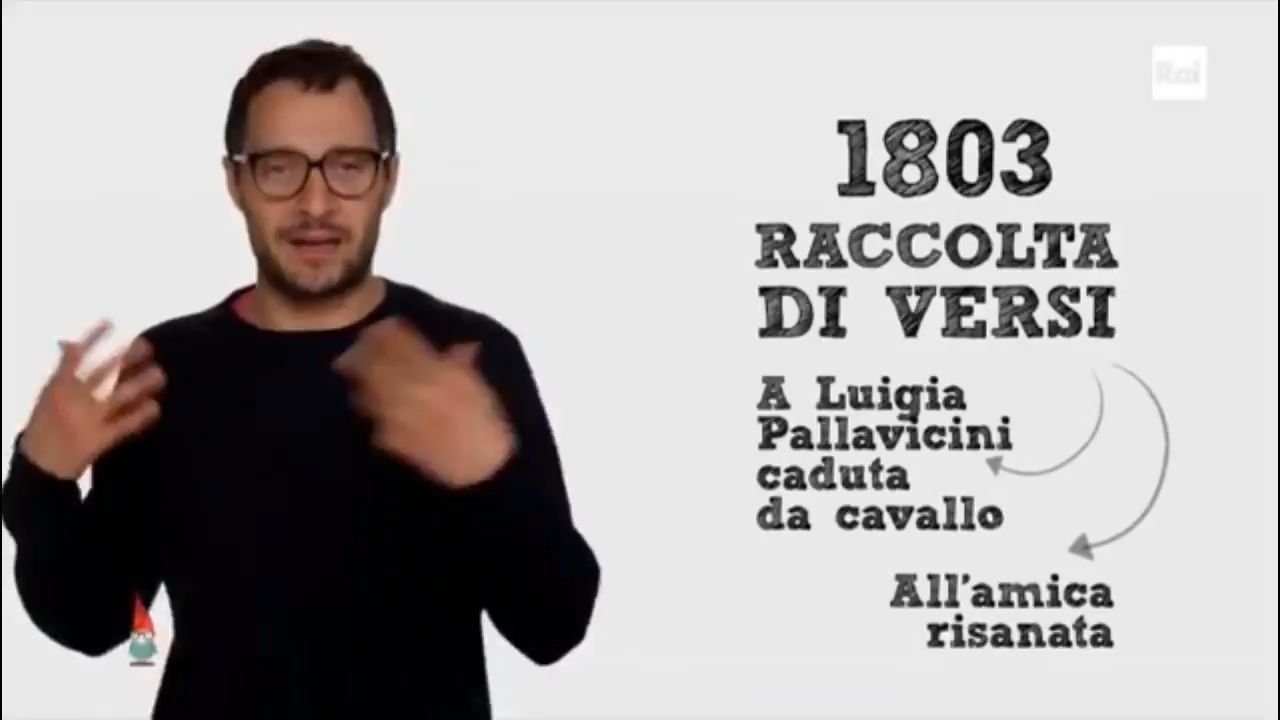 Rai
1803
RACCOLTA
DI VERSI
A Luigia
Pallavicini
caduta
da cavallo
All'amica
risanata